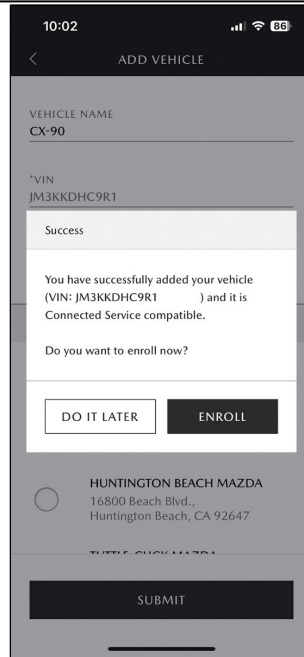 10:02
86
ADD VEHICLE
VEHICLE NAME
CX-90
*VIN
JM3KKDHC9R1
Success
You have successfully added your vehicle
(VIN: JM3KKDHC9R1 ) and it is
Connected Service compatible.
Do you want to enroll now?
DO IT LATER
ENROLL
HUNTINGTON BEACH MAZDA
16800 Beach Blvd.,
Huntington Beach, CA 92647
SUBMIT